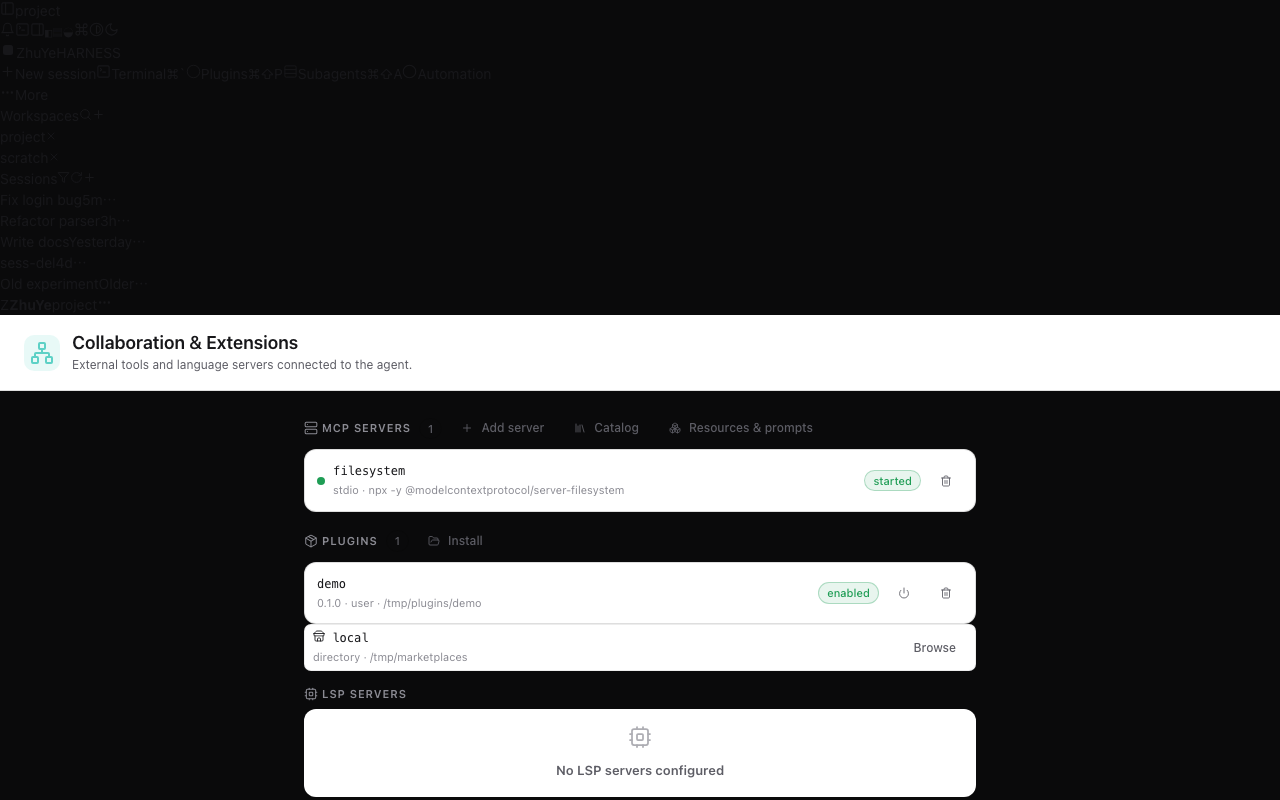 project
ZhuYeHARNESS
New session Terminal⌘` Plugins⌘⇧P Subagents⌘⇧A Automation
More
Workspaces
project
scratch
Sessions
Fix login bug5m
Refactor parser3h
Write docsYesterday
sess-del4d
Old experimentOlder
ZZhuYeproject
Collaboration & Extensions
External tools and language servers connected to the agent.
MCP SERVERS 1 Add server Catalog Resources & prompts
filesystem
stdio · npx -y @modelcontextprotocol/server-filesystem
started
PLUGINS 1 Install
demo
0.1.0 · user · /tmp/plugins/demo
enabled
local
directory · /tmp/marketplaces
Browse
LSP SERVERS
No LSP servers configured